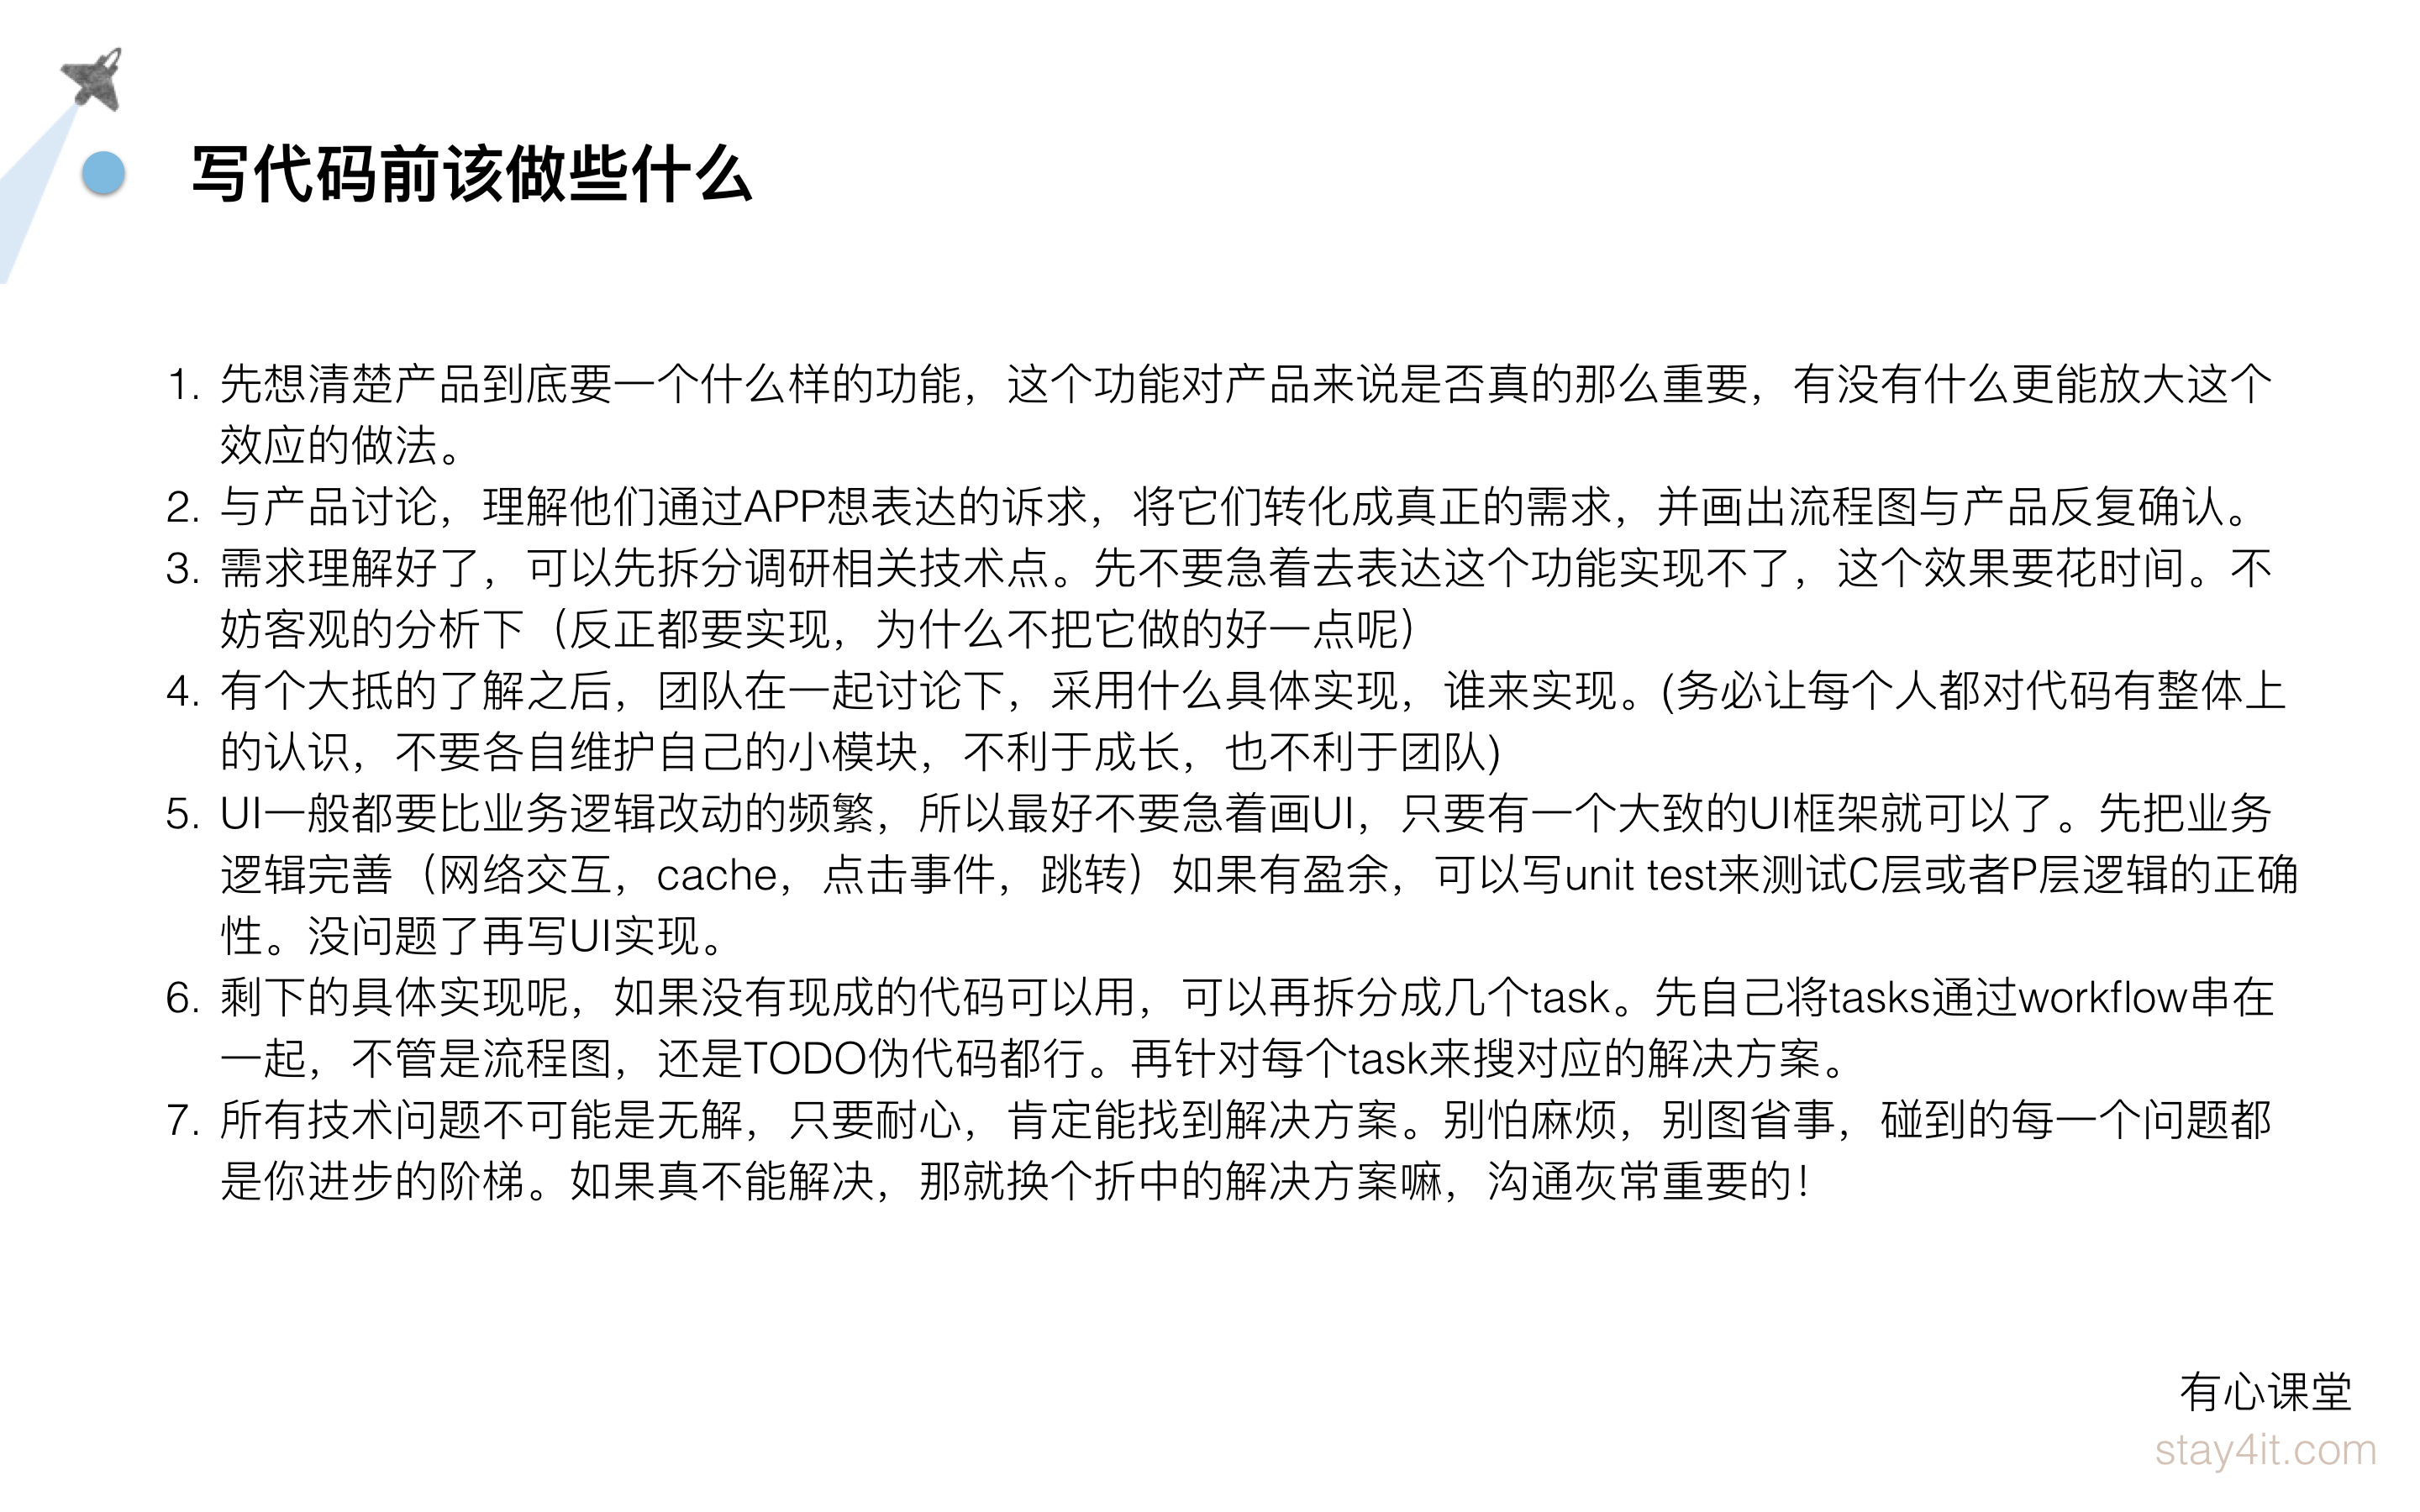 写代码前该做些什么
1. 先想清楚产品到底要一个什么样的功能，这个功能对产品来说是否真的那么重要，有没有什么更能放大这个
效应的做法。
2. 与产品讨论，理解他们通过APP想表达的诉求，将它们转化成真正的需求，并画出流程图与产品反复确认。
3. 需求理解好了，可以先拆分调研相关技术点。先不要急着去表达这个功能实现不了，这个效果要花时间。不
妨客观的分析下（反正都要实现，为什么不把它做的好一点呢）
4. 有个大抵的了解之后，团队在一起讨论下，采用什么具体实现，谁来实现。(务必让每个人都对代码有整体上
的认识，不要各自维护自己的小模块，不利于成长，也不利于团队)
5. UI一般都要比业务逻辑改动的频繁，所以最好不要急着画UI，只要有一个大致的UI框架就可以了。先把业务
逻辑完善（网络交互，cache，点击事件，跳转）如果有盈余，可以写unit test来测试C层或者P层逻辑的正确
性。没问题了再写UI实现。
6. 剩下的具体实现呢，如果没有现成的代码可以用，可以再拆分成几个task。先自己将tasks通过workflow串在
一起，不管是流程图，还是TODO伪代码都行。再针对每个task来搜对应的解决方案。
7. 所有技术问题不可能是无解，只要耐心，肯定能找到解决方案。别怕麻烦，别图省事，碰到的每一个问题都
是你进步的阶梯。如果真不能解决，那就换个折中的解决方案嘛，沟通灰常重要的！
有心课堂
stay4it.com